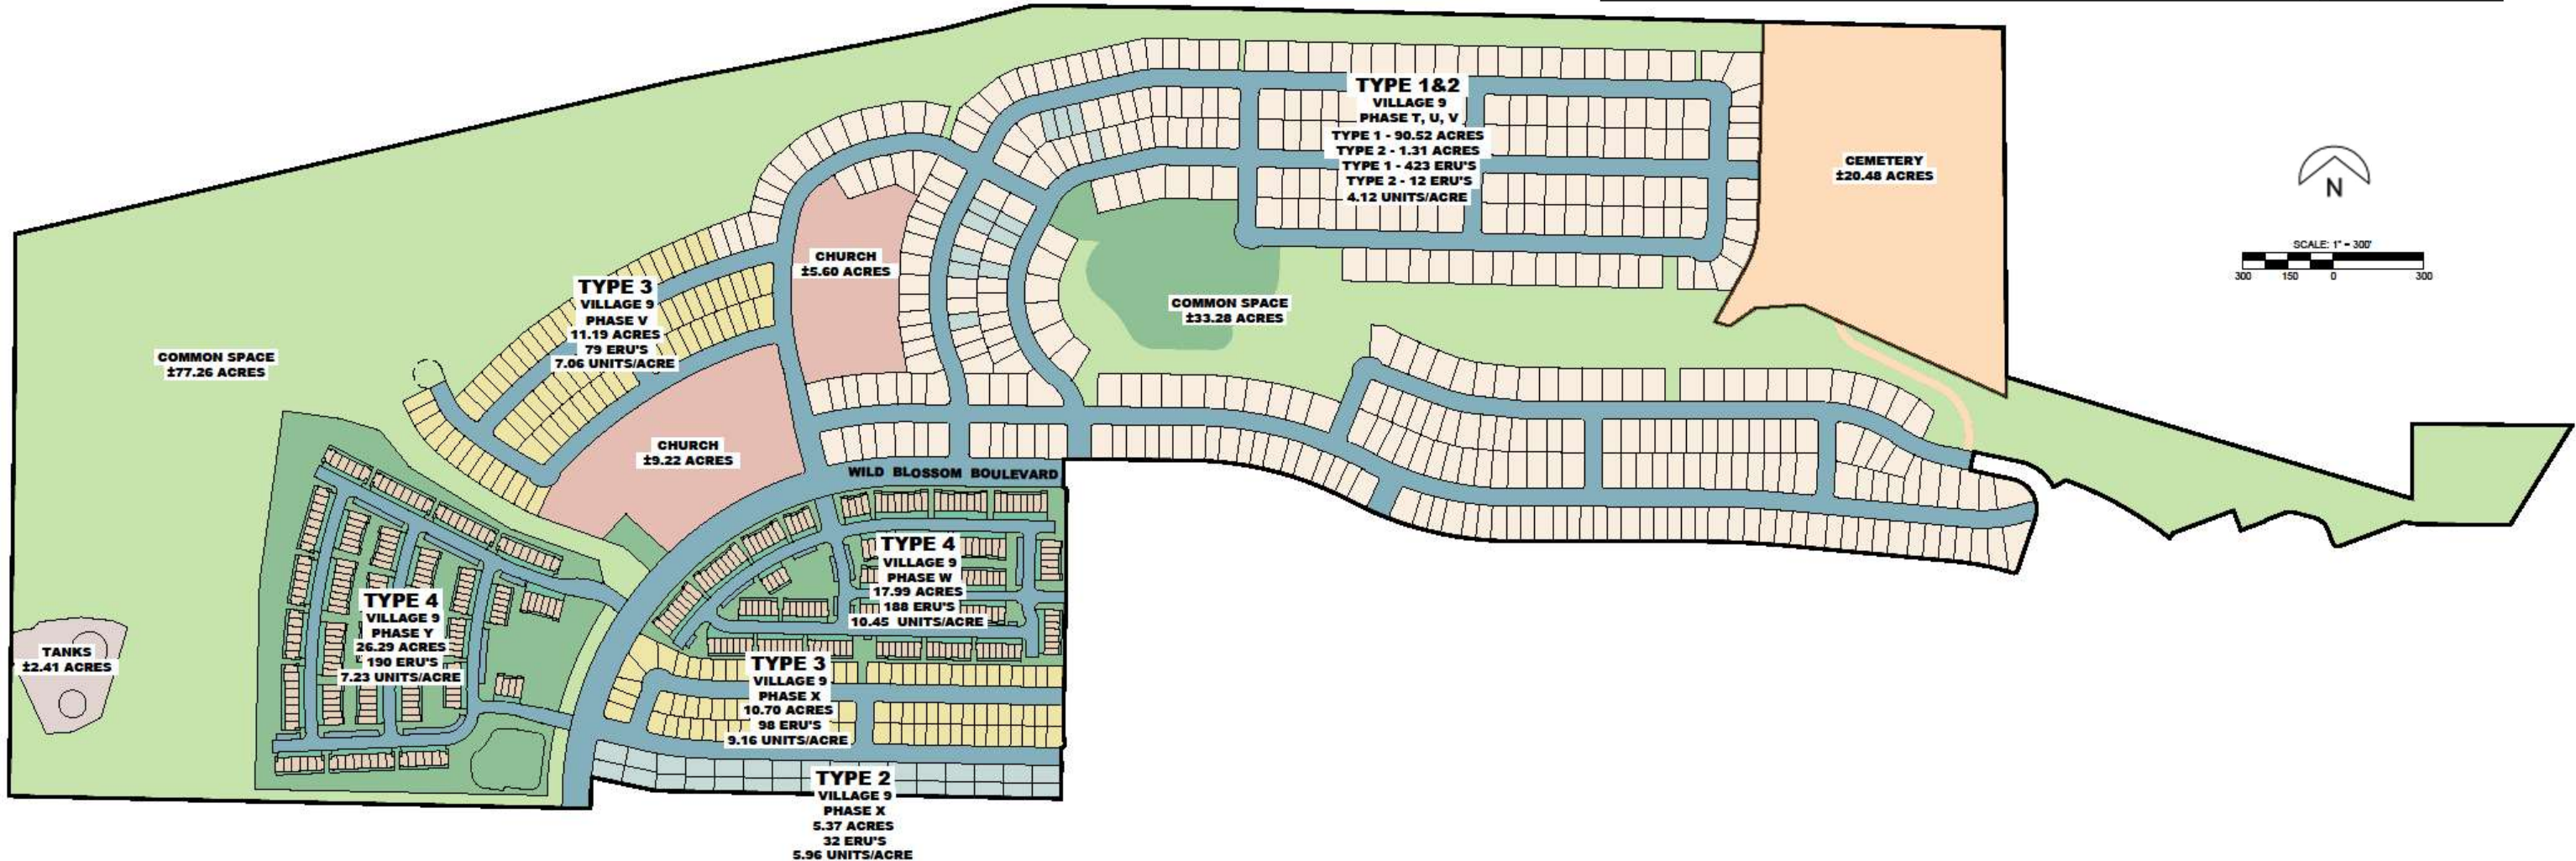 TYPE 1&2
VILLAGE 9
PHASE T, U, V
TYPE 1 - 90.52 ACRES
TYPE 2 - 1.31 ACRES
TYPE 1 - 423 ERU'S
TYPE 2 - 12 ERU'S
4.12 UNITS/ACRE
CEMETERY
±20.48 ACRES
N
SCALE: 1" = 300'
300 150 0 300
CHURCH
±5.60 ACRES
TYPE 3
VILLAGE 9
PHASE V
11.19 ACRES
79 ERU'S
7.06 UNITS/ACRE
COMMON SPACE
±33.28 ACRES
COMMON SPACE
±77.26 ACRES
CHURCH
±9.22 ACRES
WILD BLOSSOM BOULEVARD
TYPE 4
VILLAGE 9
PHASE W
17.99 ACRES
188 ERU'S
10.45 UNITS/ACRE
TYPE 4
VILLAGE 9
PHASE Y
26.29 ACRES
190 ERU'S
7.23 UNITS/ACRE
TANKS
±2.41 ACRES
TYPE 3
VILLAGE 9
PHASE X
10.70 ACRES
98 ERU'S
9.16 UNITS/ACRE
TYPE 2
VILLAGE 9
PHASE X
5.37 ACRES
32 ERU'S
5.96 UNITS/ACRE